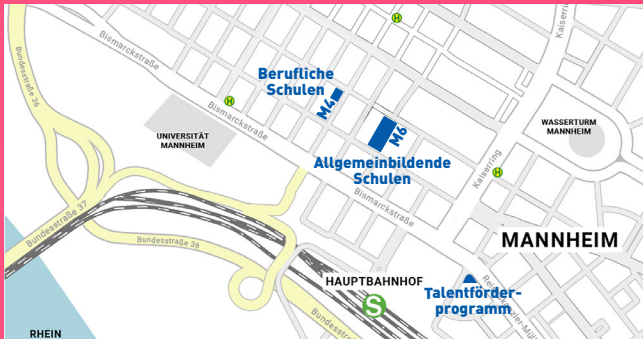 H
Kaiserring
Bundesstraße 36
Bismarckstraße
Berufliche
Schulen
M4
H
Bismarckstraße
M6
WASSERTURM
MANNHEIM
UNIVERSITÄT
MANNHEIM
Allgemeinbildende
Schulen
Kaiserring
H
Bismarckstraße
Bundesstraße 37
Bundesstraße 36
MANNHEIM
HAUPTBAHNHOF
S
Talentförder-
programm
RHEIN